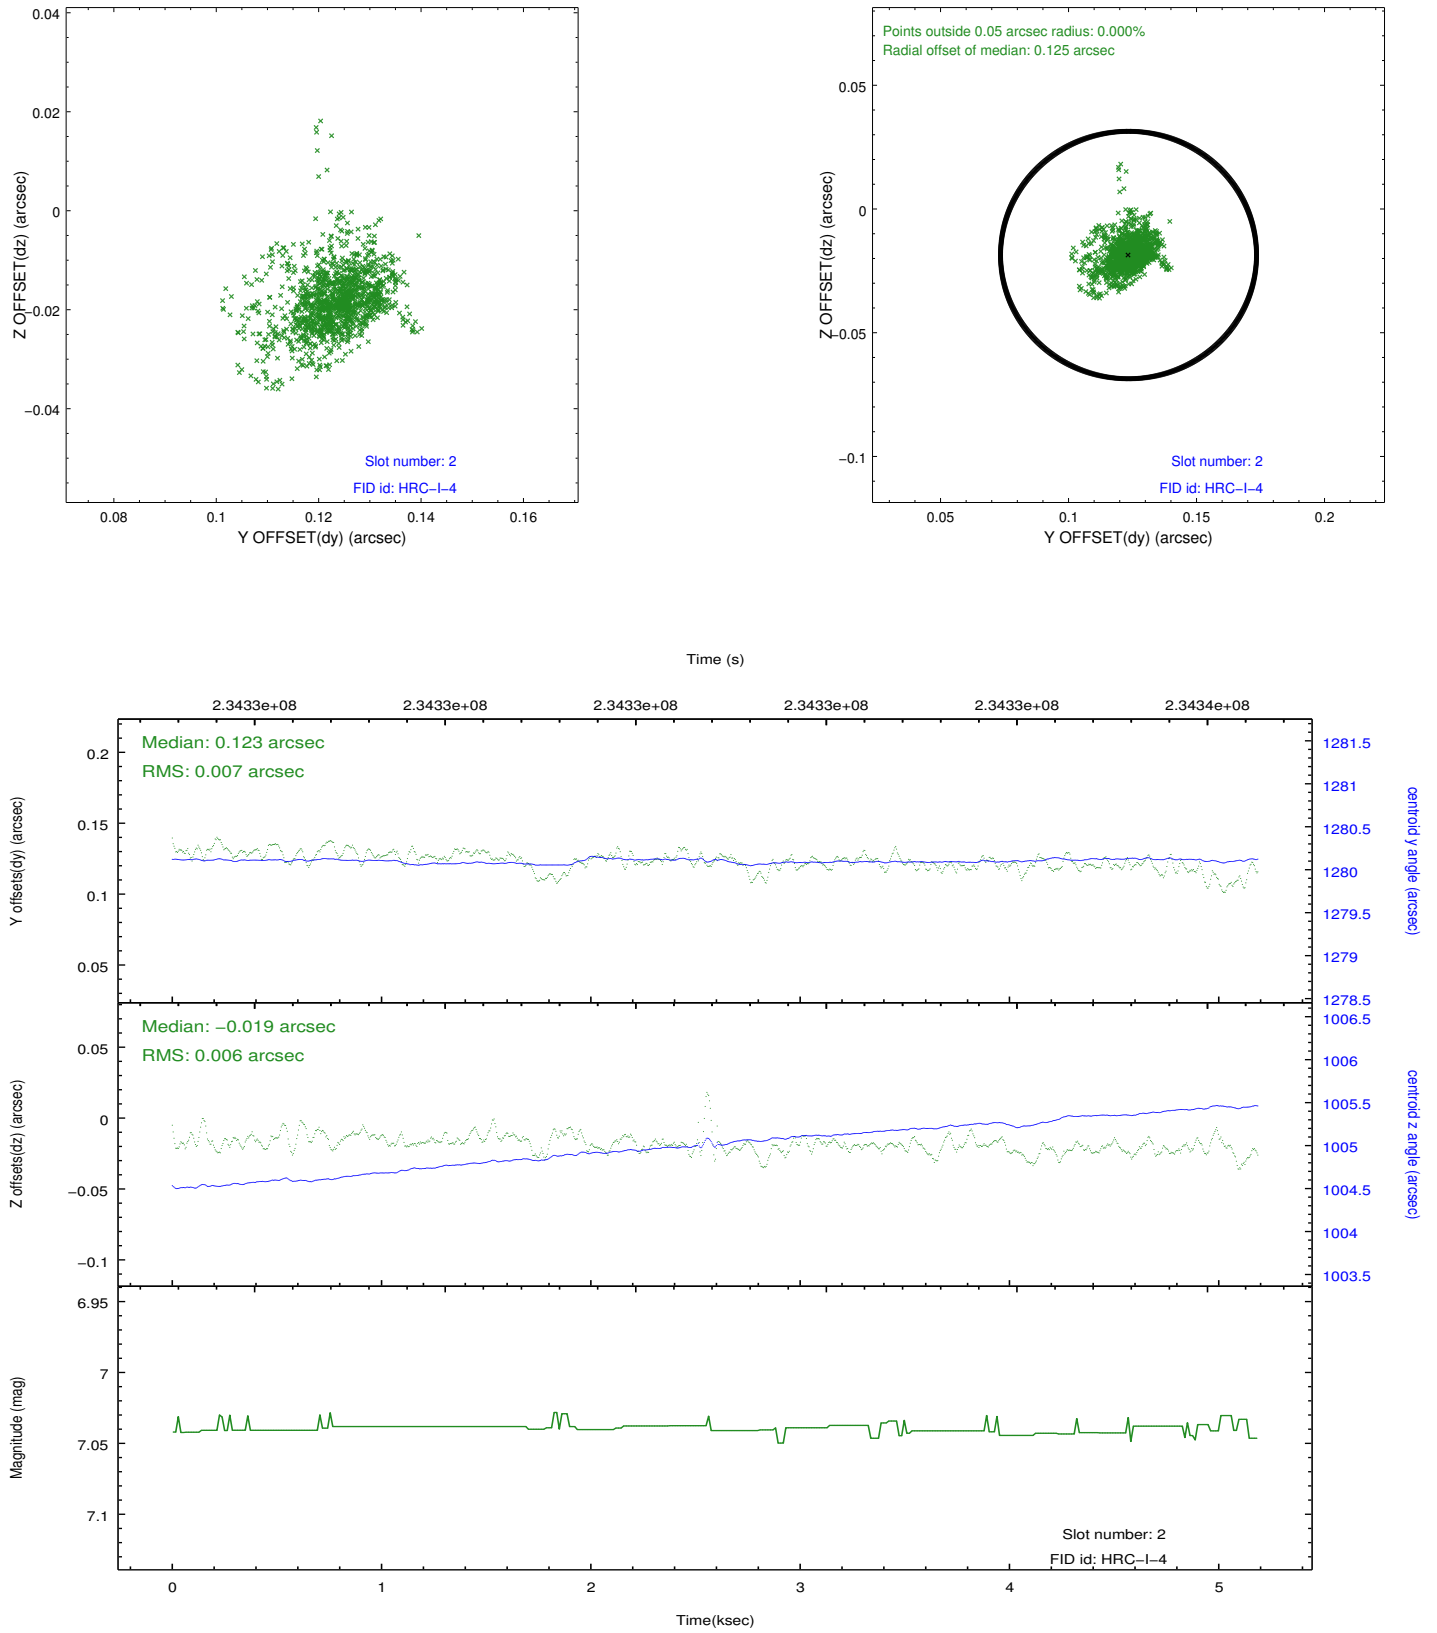 0.04
0.02
0
−0.02
−0.04
Z OFFSET(dz) (arcsec)
Slot number: 2
FID id: HRC−I−4
0.08
0.1
0.12
0.14
0.16
Y OFFSET(dy) (arcsec)
Points outside 0.05 arcsec radius: 0.000%
Radial offset of median: 0.125 arcsec
0.05
0
−0.05
−0.1
Z OFFSET(dz) (arcsec)
Slot number: 2
FID id: HRC−I−4
0.05
0.1
0.15
0.2
Y OFFSET(dy) (arcsec)
Time (s)
2.3433e+08
2.3433e+08
2.3433e+08
2.3433e+08
2.3433e+08
2.3434e+08
Median: 0.123 arcsec
RMS: 0.007 arcsec
0.2
0.15
0.1
0.05
Y offsets(dy) (arcsec)
1281.5
1281
1280.5
1280
1279.5
1279
1278.5
centroid y angle (arcsec)
Median: −0.019 arcsec
RMS: 0.006 arcsec
0.05
0
−0.05
−0.1
Z offsets(dz) (arcsec)
1006.5
1006
1005.5
1005
1004.5
1004
1003.5
centroid z angle (arcsec)
6.95
7
7.05
7.1
Magnitude (mag)
Slot number: 2
FID id: HRC−I−4
0
1
2
3
4
5
Time(ksec)